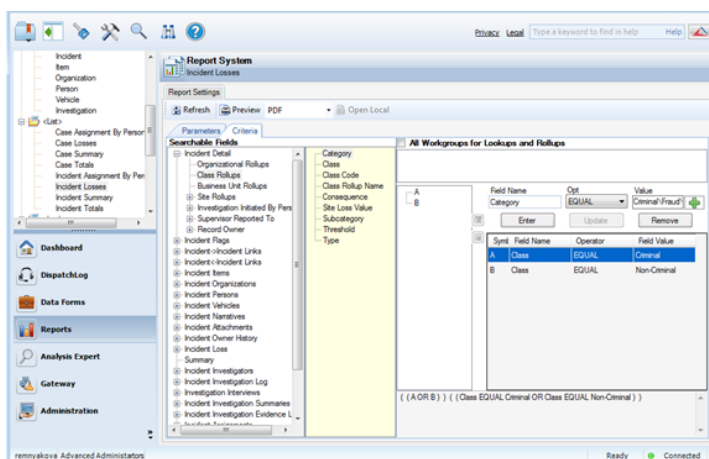 Privacy Legal Type a keyword to find in help Help
Incident
Item
Organization
Person
Vehicle
Investigation
<List>
Case Assignment By Person
Case Losses
Case Summary
Case Totals
Incident Assignment By Pers
Incident Losses
Incident Summary
Incident Totals
Dashboard
DispatchLog
Data Forms
Reports
Analysis Expert
Gateway
Administration
Report System
Incident Losses
Report Settings
Refresh Preview PDF Open Local
Parameters Criteria
Searchable Fields
Incident Detail
Organizational Rollups
Class Rollups
Business Unit Rollups
Site Rollups
Investigation Initiated By Pers
Supervisor Reported To
Record Owner
Incident Flags
Incident->Incident Links
Incident<-Incident Links
Incident Items
Incident Organizations
Incident Persons
Incident Vehicles
Incident Narratives
Incident Attachments
Incident Owner History
Incident Loss
Summary
Incident Investigators
Incident Investigation Log
Investigation Interviews
Incident Investigation Summaries
Incident Investigation Evidence L
Incident Assignments
Category
Class
Class Code
Class Rollup Name
Consequence
Site Loss Value
Subcategory
Threshold
Type
All Workgroups for Lookups and Rollups
A
B
Field Name Opt Value
Category EQUAL Criminal\Fraud\
Enter Update Remove
Symb Field Name Operator Field Value
A Class EQUAL Criminal
B Class EQUAL Non-Criminal
( ( A OR B ) ) ( ( Class EQUAL Criminal OR Class EQUAL Non-Criminal ) )
remnyakova Advanced Administrators Ready Connected